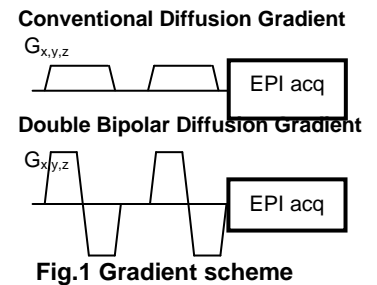 Conventional Diffusion Gradient
Gx,y,z
EPI acq
Double Bipolar Diffusion Gradient
Gx,y,z
EPI acq
Fig.1 Gradient scheme